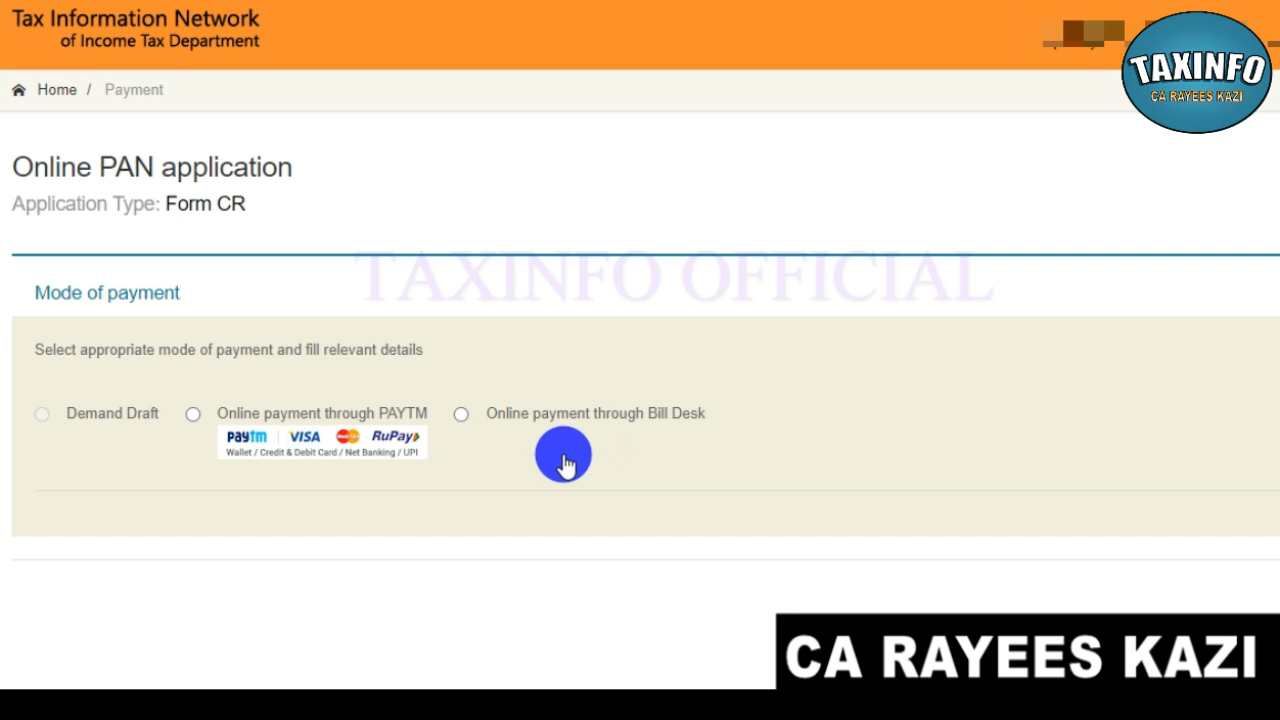 Tax Information Network
of Income Tax Department
TAXINFO
CA RAYEES KAZI
Home / Payment
Online PAN application
Application Type: Form CR
TAXINFO OFFICIAL
Mode of payment
Select appropriate mode of payment and fill relevant details
Demand Draft Online payment through PAYTM Online payment through Bill Desk
paytm VISA RuPay
Wallet / Credit & Debit Card / Net Banking / UPI
CA RAYEES KAZI